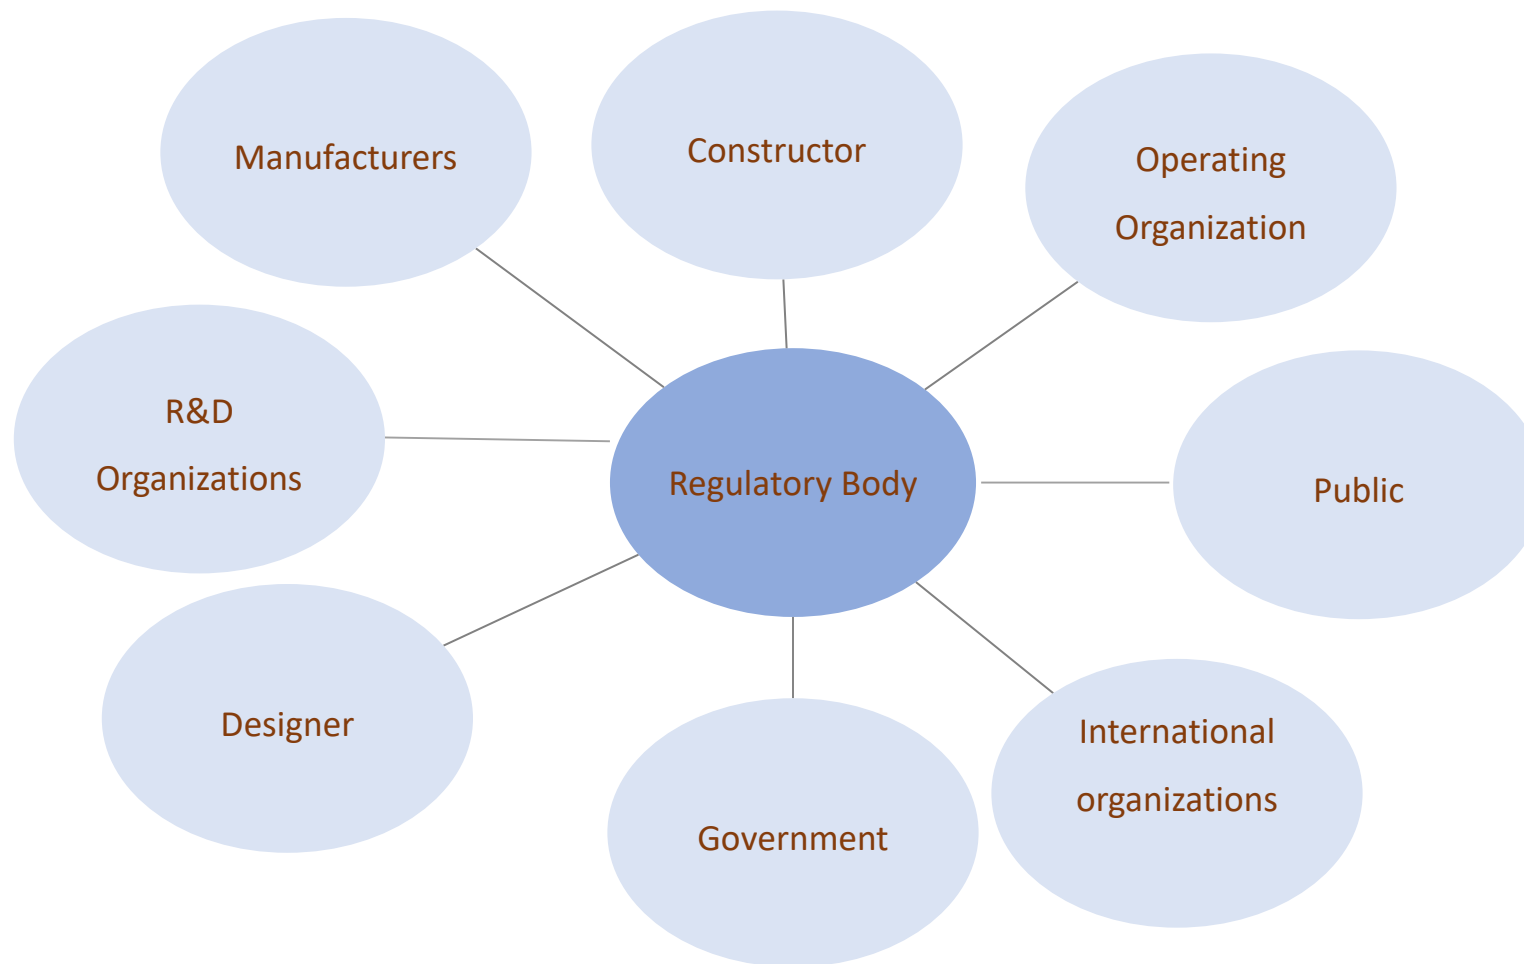 Manufacturers
Constructor
Operating
Organization
R&D
Organizations
Regulatory Body
Public
Designer
International
organizations
Government